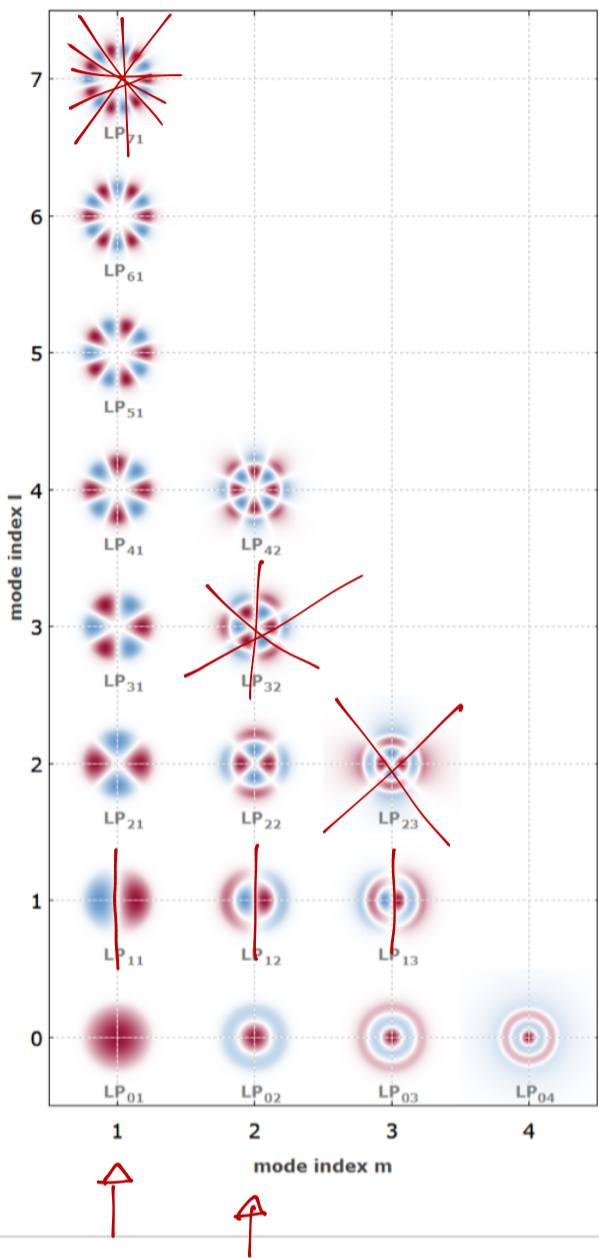 7
LP71
6
LP61
5
LP51
4
LP41 LP42
3
LP31 LP32
2
LP21 LP22 LP23
1
LP11 LP12 LP13
0
LP01 LP02 LP03 LP04
1 2 3 4
mode index m
mode index l